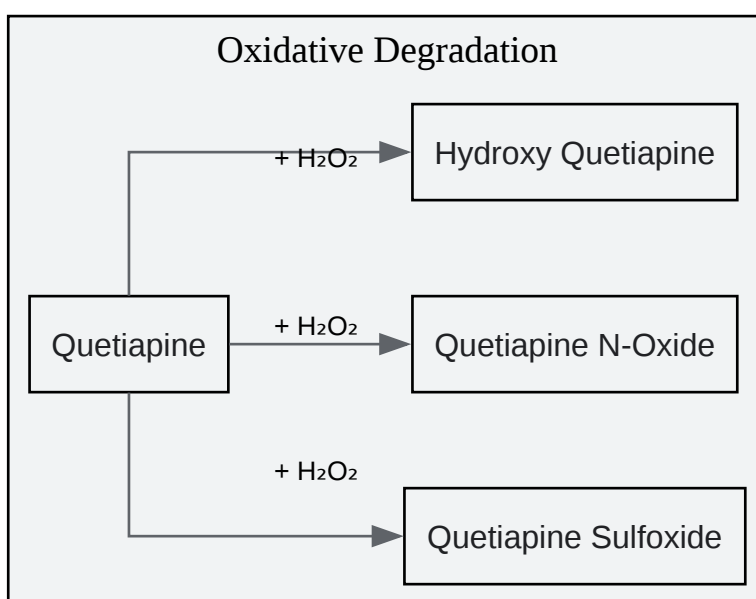 Oxidative Degradation
+ H₂O₂
Hydroxy Quetiapine
Quetiapine
+ H₂O₂
Quetiapine N-Oxide
+ H₂O₂
Quetiapine Sulfoxide